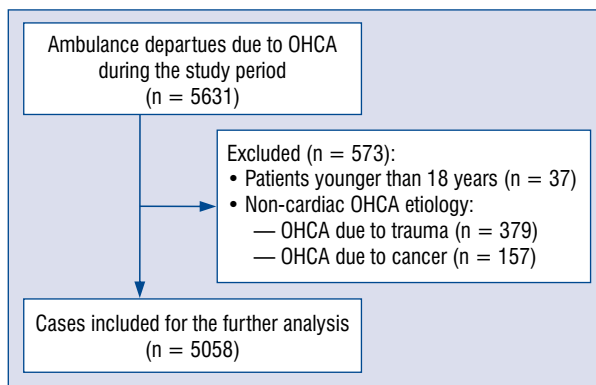 Ambulance departues due to OHCA
during the study period
(n = 5631)
Excluded (n = 573):
• Patients younger than 18 years (n = 37)
• Non-cardiac OHCA etiology:
— OHCA due to trauma (n = 379)
— OHCA due to cancer (n = 157)
Cases included for the further analysis
(n = 5058)